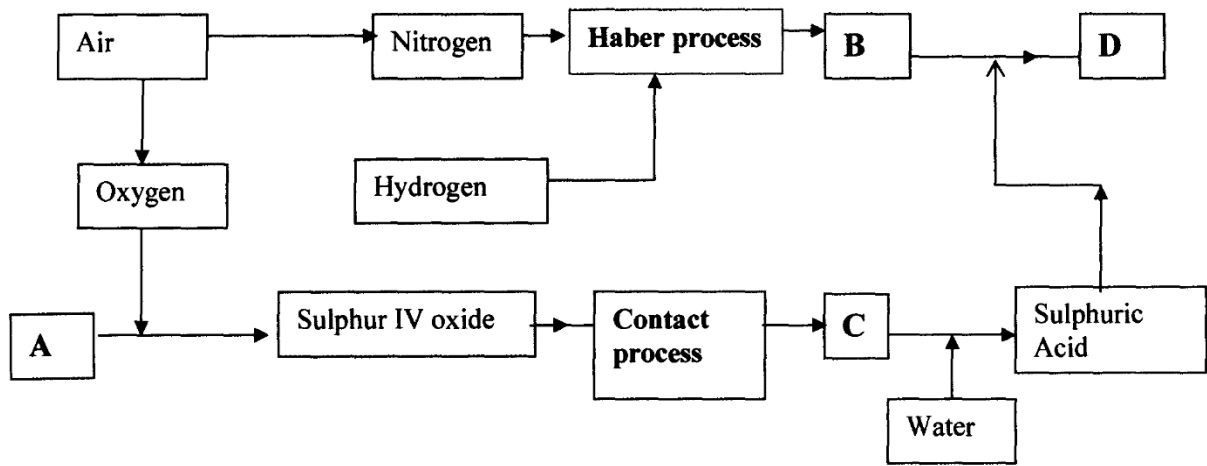 Air
Nitrogen
Haber process
B
D
Oxygen
Hydrogen
A
Sulphur IV oxide
Contact
process
C
Sulphuric
Acid
Water